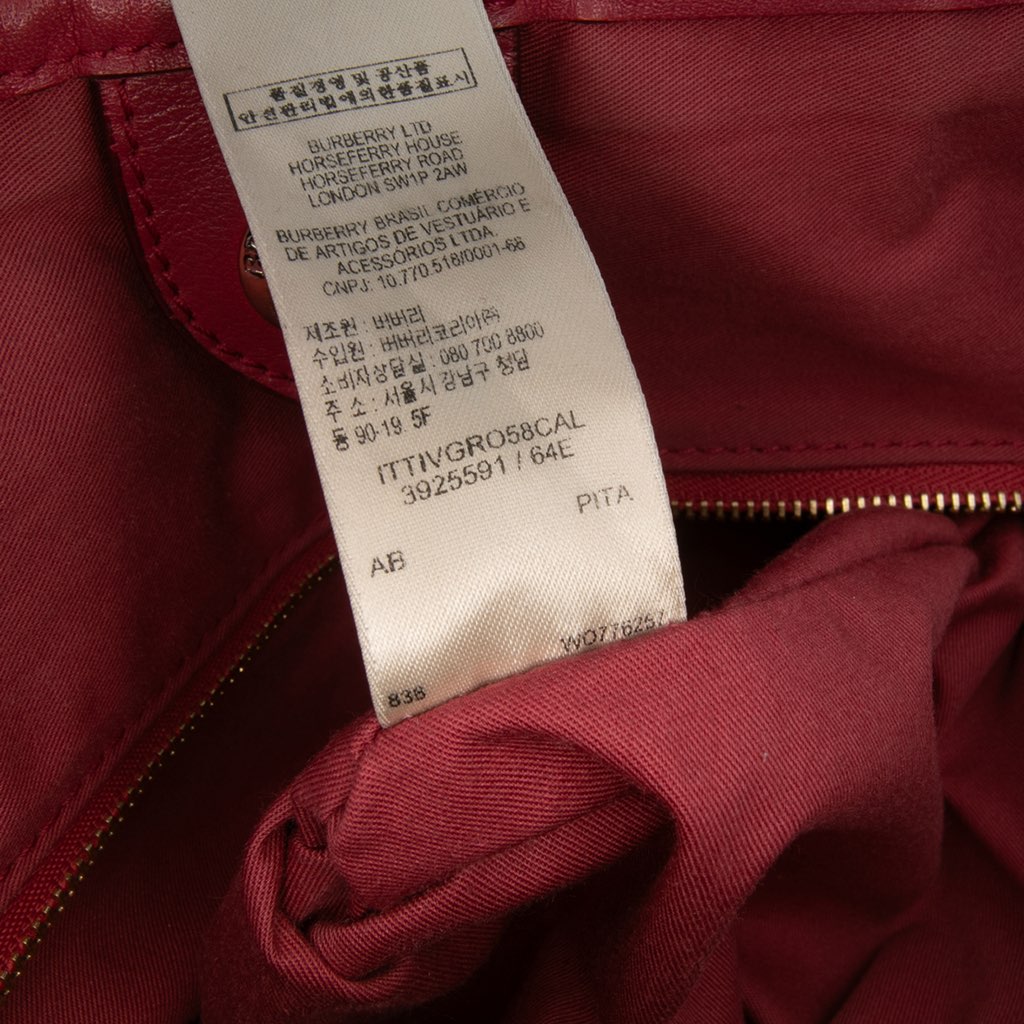 품질경영 및 공산품
안전관리법에의한품질표시
BURBERRY LTD
HORSEFERRY HOUSE
HORSEFERRY ROAD
LONDON SW1P 2AW
BURBERRY BRASIL COMÉRCIO
DE ARTIGOS DE VESTUÁRIO E
ACESSÓRIOS LTDA.
CNPJ: 10.770.518/0001-68
제조원 : 버버리
수입원 : 버버리코리아㈜
소비자상담실 : 080 700 8800
주 소 : 서울시 강남구 청담
동 90-19 5F
ITTIVGRO58CAL
3925591 / 64E
PITA
AB
WO776257
838